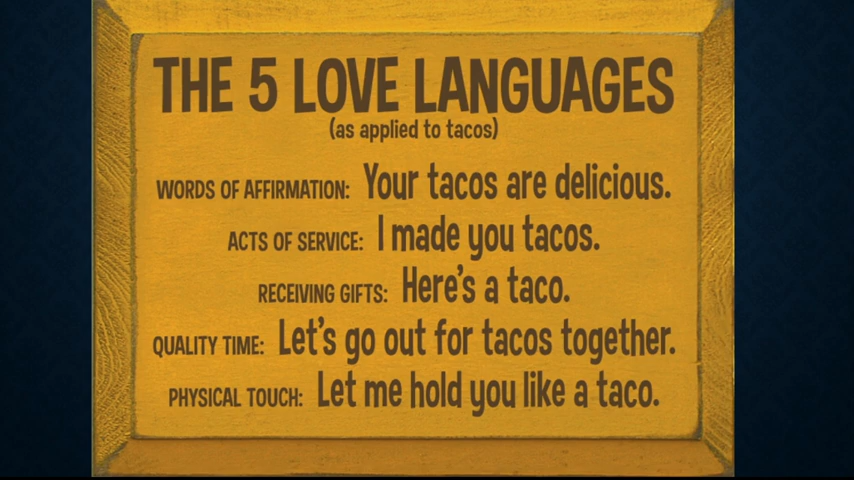 THE 5 LOVE LANGUAGES
(as applied to tacos)
WORDS OF AFFIRMATION: Your tacos are delicious.
ACTS OF SERVICE: I made you tacos.
RECEIVING GIFTS: Here's a taco.
QUALITY TIME: Let's go out for tacos together.
PHYSICAL TOUCH: Let me hold you like a taco.